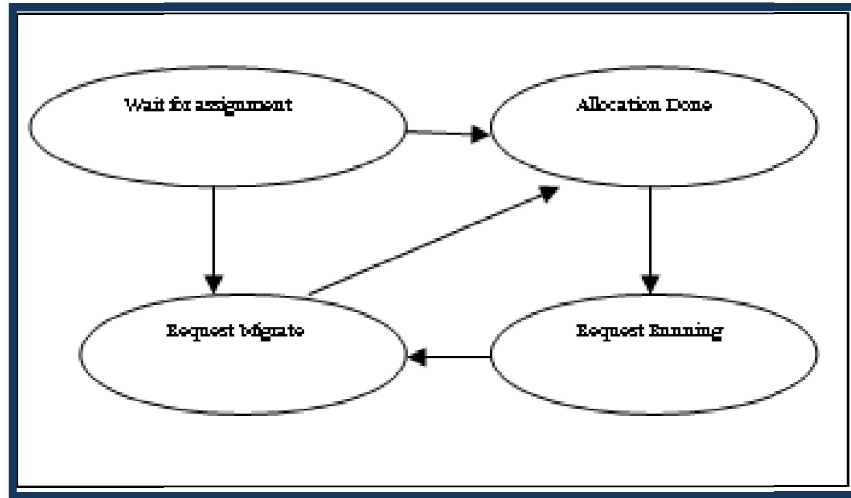 Wait for assignment
Allocation Done
Request Migrate
Request Running